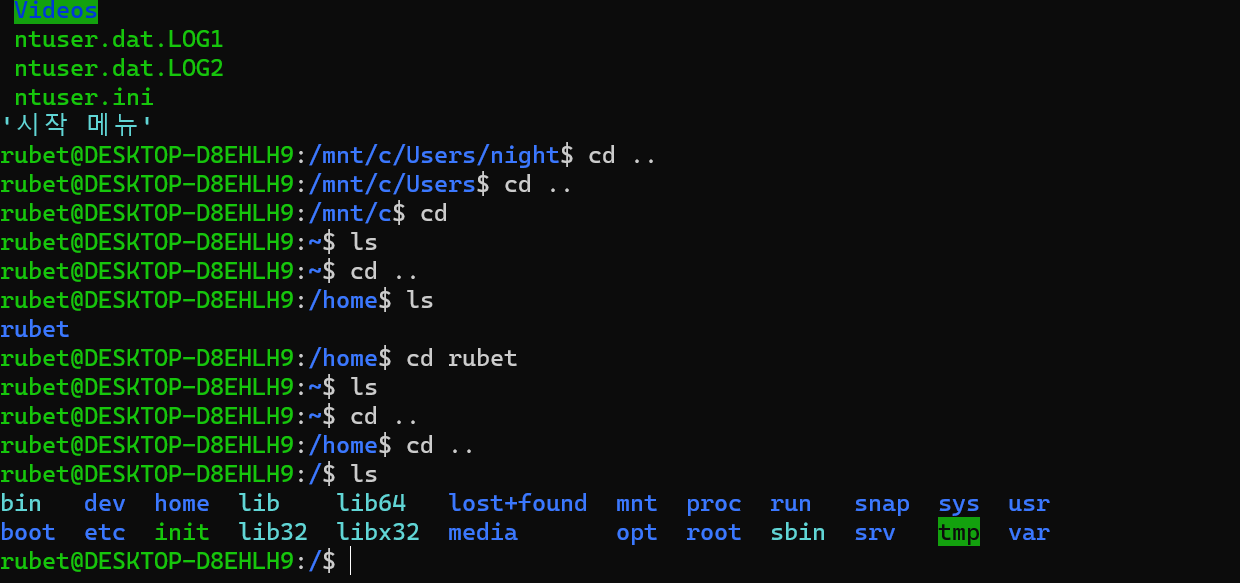 Videos
ntuser.dat.LOG1
ntuser.dat.LOG2
ntuser.ini
'시작 메뉴'
rubet@DESKTOP-D8EHLH9:/mnt/c/Users/night$ cd ..
rubet@DESKTOP-D8EHLH9:/mnt/c/Users$ cd ..
rubet@DESKTOP-D8EHLH9:/mnt/c$ cd
rubet@DESKTOP-D8EHLH9:~$ ls
rubet@DESKTOP-D8EHLH9:~$ cd ..
rubet@DESKTOP-D8EHLH9:/home$ ls
rubet
rubet@DESKTOP-D8EHLH9:/home$ cd rubet
rubet@DESKTOP-D8EHLH9:~$ ls
rubet@DESKTOP-D8EHLH9:~$ cd ..
rubet@DESKTOP-D8EHLH9:/home$ cd ..
rubet@DESKTOP-D8EHLH9:/$ ls
bin dev home lib lib64 lost+found mnt proc run snap sys usr
boot etc init lib32 libx32 media opt root sbin srv tmp var
rubet@DESKTOP-D8EHLH9:/$